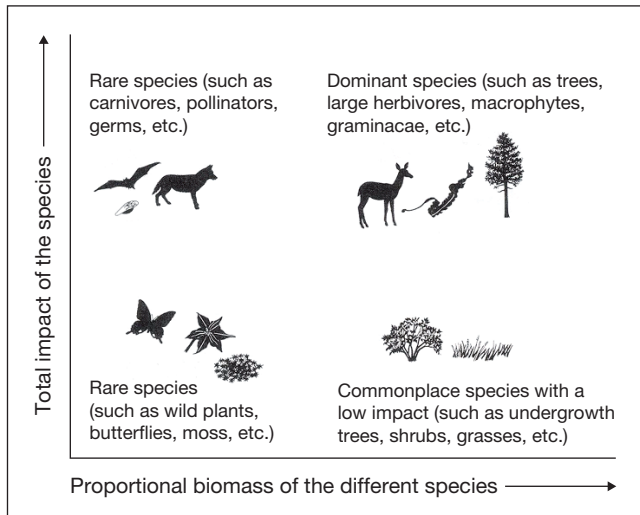 Total impact of the species
Rare species (such as
carnivores, pollinators,
germs, etc.)
Dominant species (such as trees,
large herbivores, macrophytes,
graminacae, etc.)
Rare species
(such as wild plants,
butterflies, moss, etc.)
Commonplace species with a
low impact (such as undergrowth
trees, shrubs, grasses, etc.)
Proportional biomass of the different species